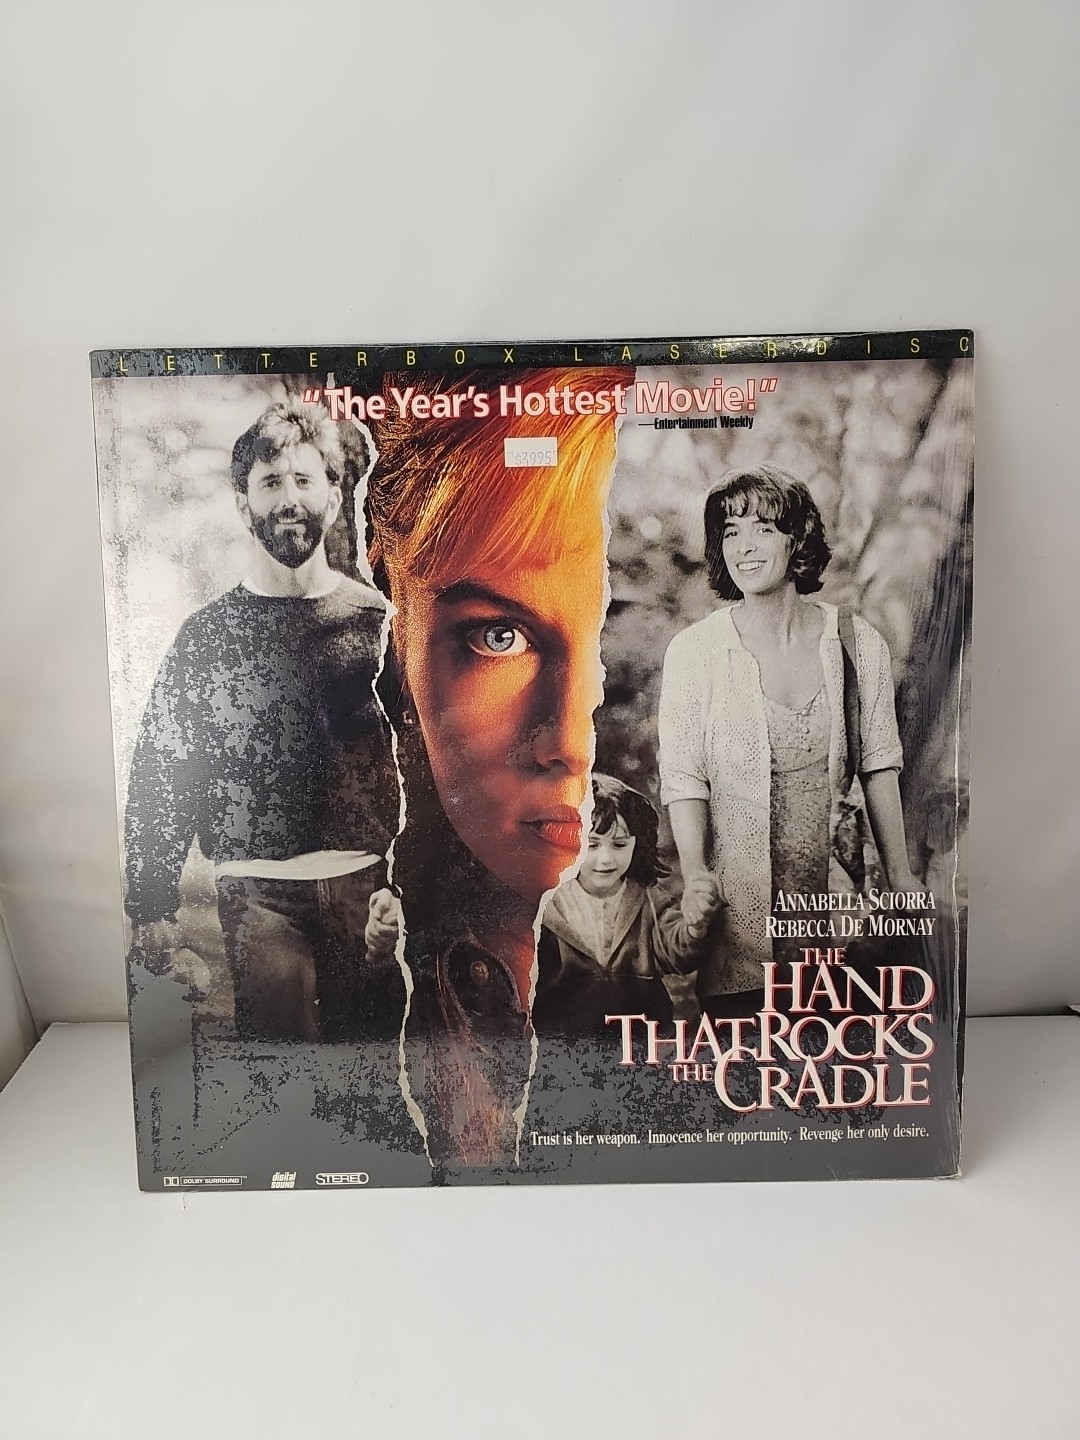 LETTERBOX LASERDISC
"The Year's Hottest Movie!"
—Entertainment Weekly
$3995
ANNABELLA SCIORRA
REBECCA DE MORNAY
THE
HAND
THAT ROCKS
THE CRADLE
Trust is her weapon. Innocence her opportunity. Revenge her only desire.
DOLBY SURROUND
digital
SOUND
STEREO